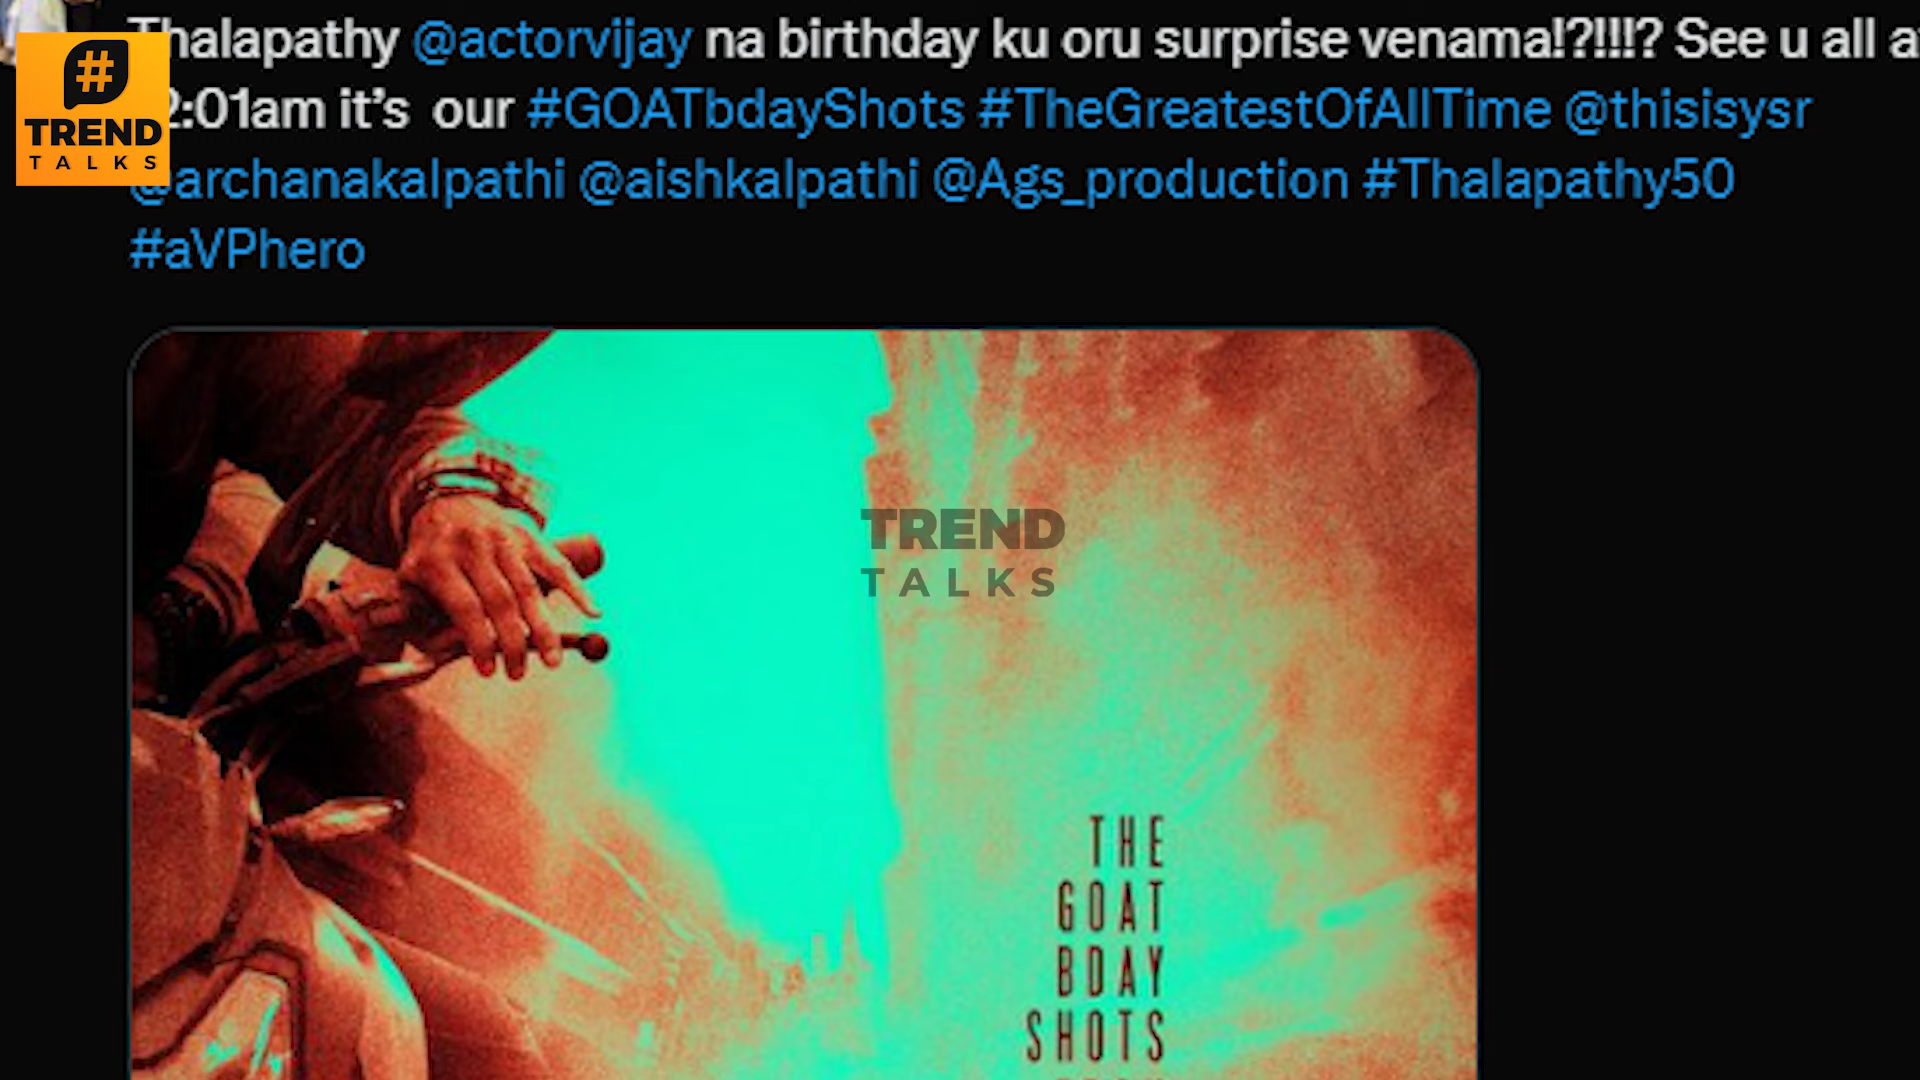 Thalapathy @actorvijay na birthday ku oru surprise venama!?!!!? See u all
2:01am it’s our #GOATbdayShots #TheGreatestOfAllTime @thisisysr
@archanakalpathi @aishkalpathi @Ags_production #Thalapathy50
#aVPhero
#
TREND
TALKS
TREND
TALKS
THE
GOAT
BDAY
SHOTS